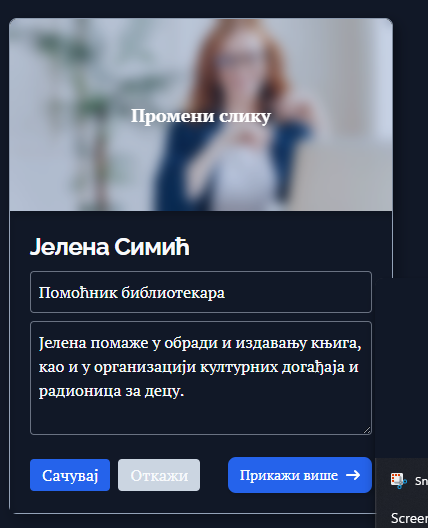 Промени слику
Јелена Симић
Помоћник библиотекара
Јелена помаже у обради и издавању књига,
као и у организацији културних догађаја и
радионица за децу.
Сачувај Откажи Прикажи више →
Sn
Screen